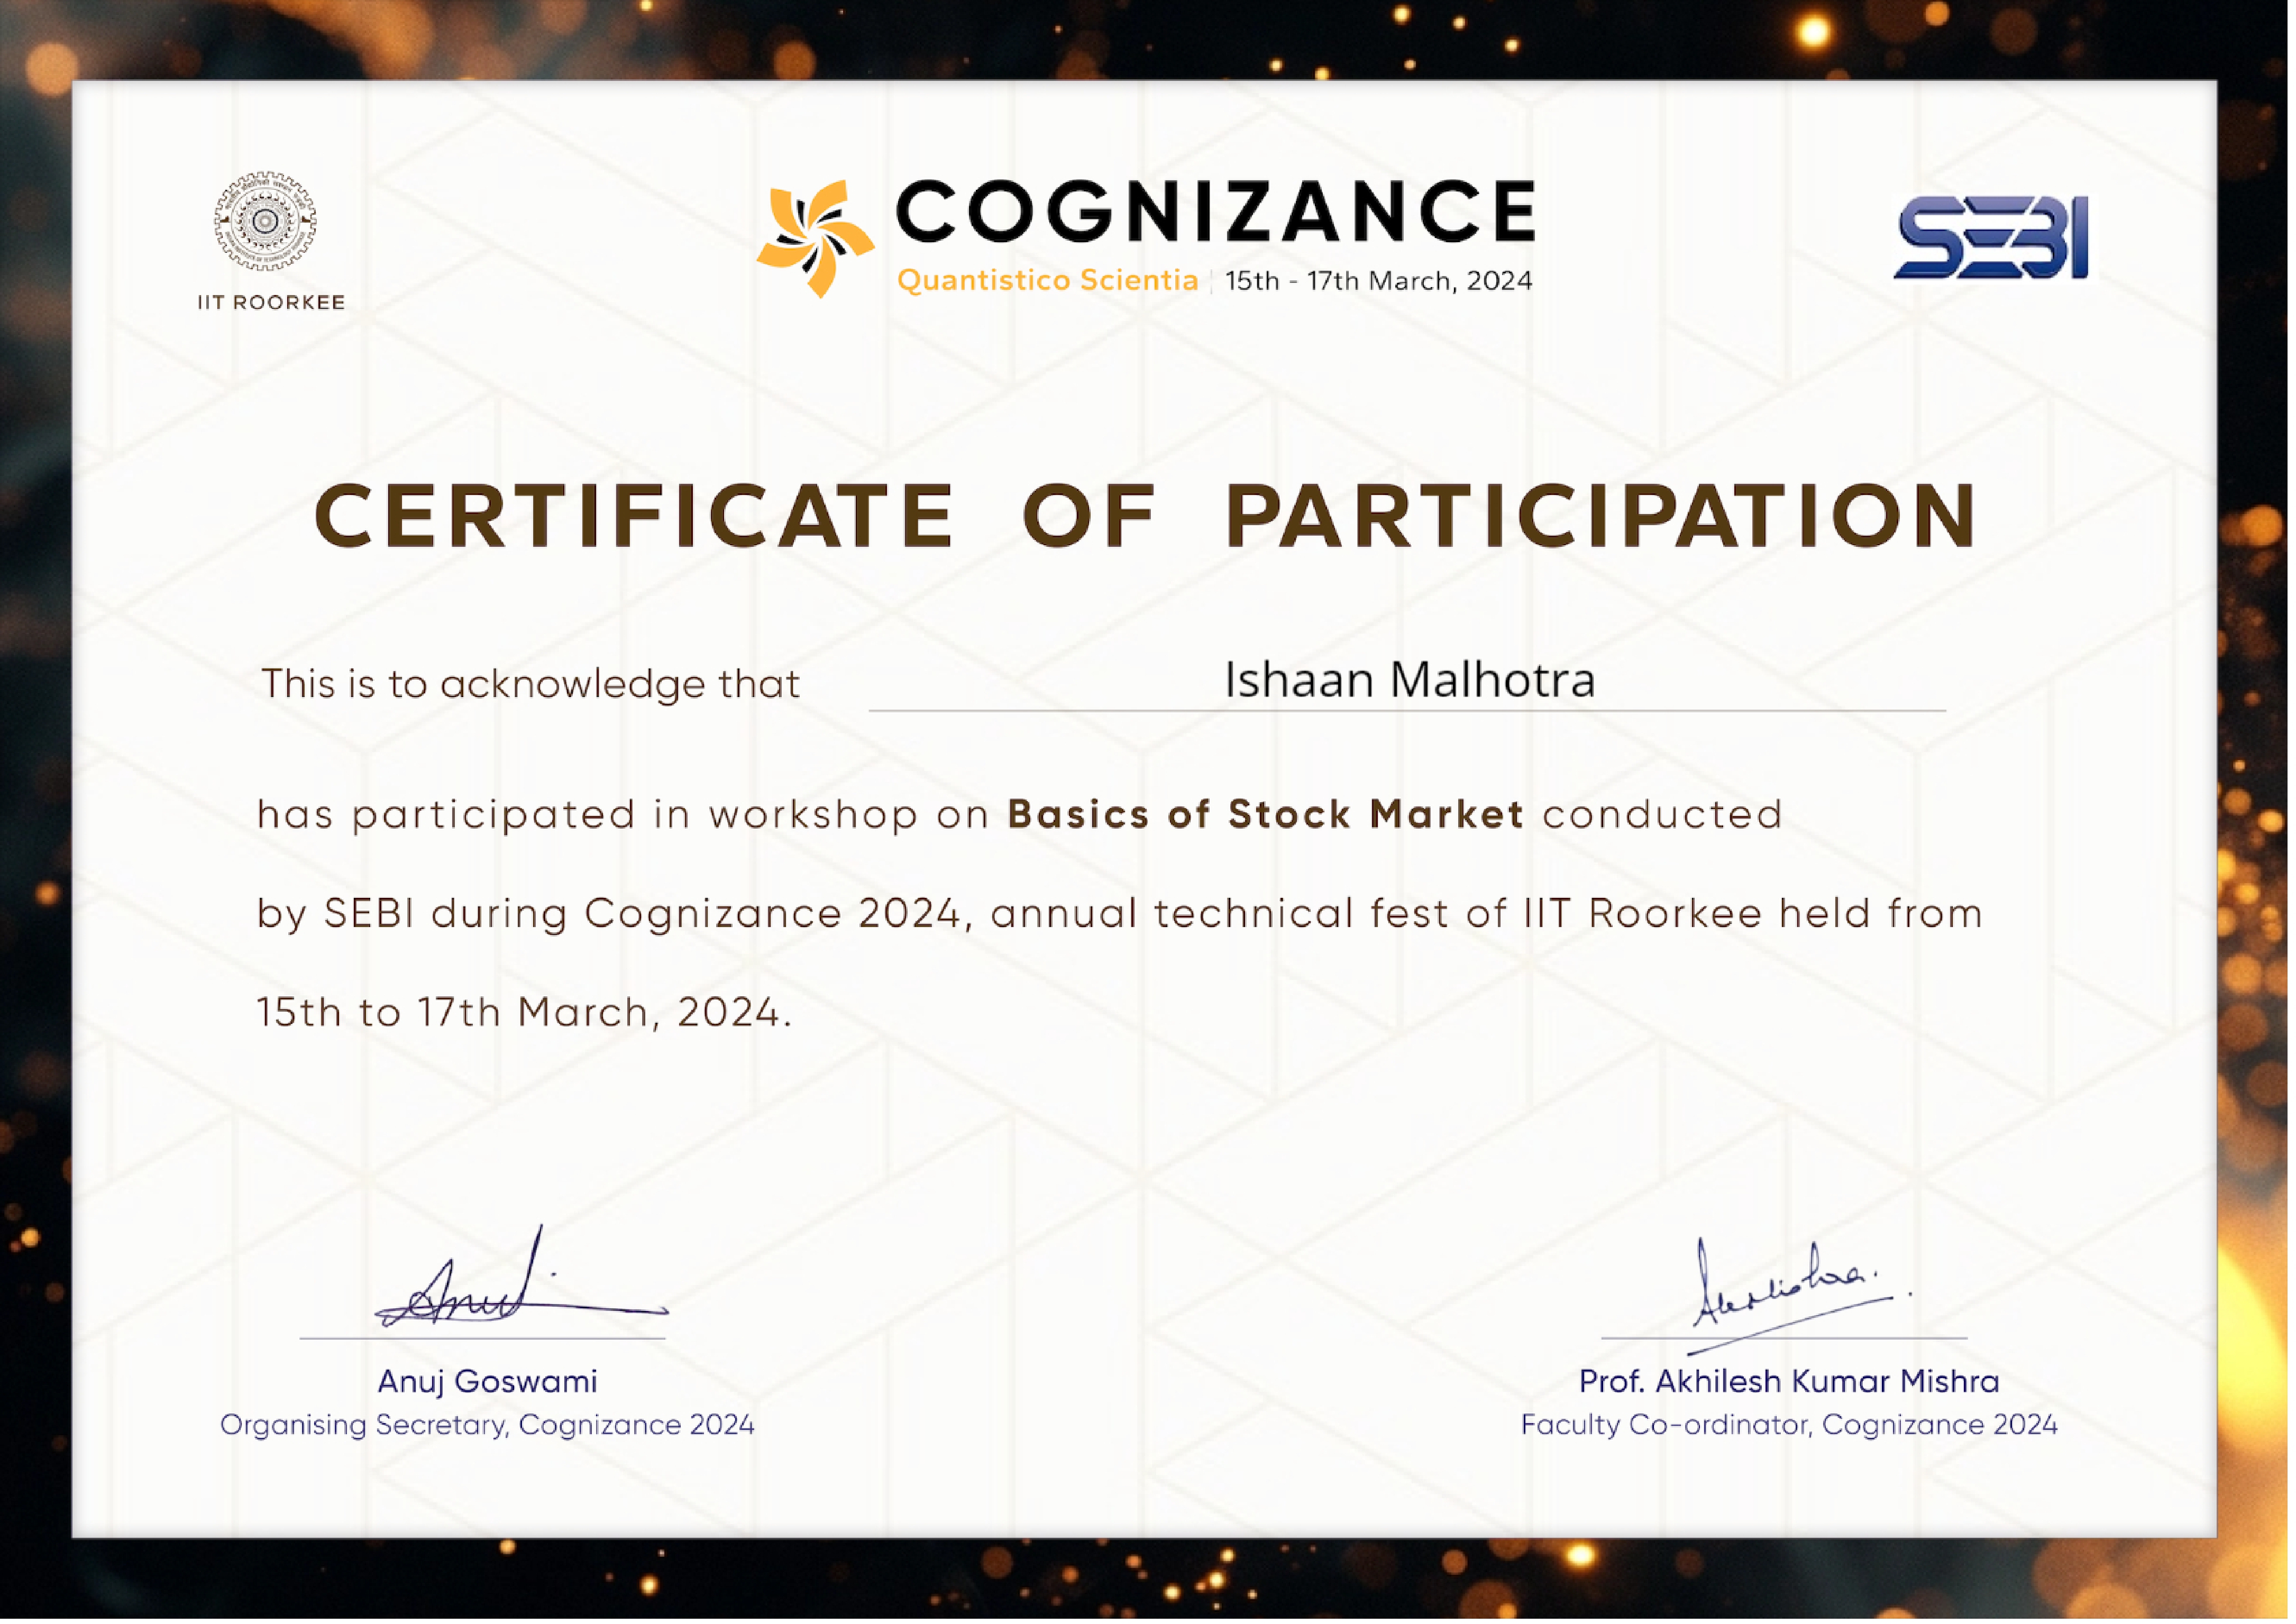 IIT ROORKEE
COGNIZANCE
Quantistico Scientia | 15th - 17th March, 2024
SEBI
CERTIFICATE OF PARTICIPATION
This is to acknowledge that Ishaan Malhotra
has participated in workshop on Basics of Stock Market conducted
by SEBI during Cognizance 2024, annual technical fest of IIT Roorkee held from
15th to 17th March, 2024.
Anuj Goswami
Organising Secretary, Cognizance 2024
Prof. Akhilesh Kumar Mishra
Faculty Co-ordinator, Cognizance 2024